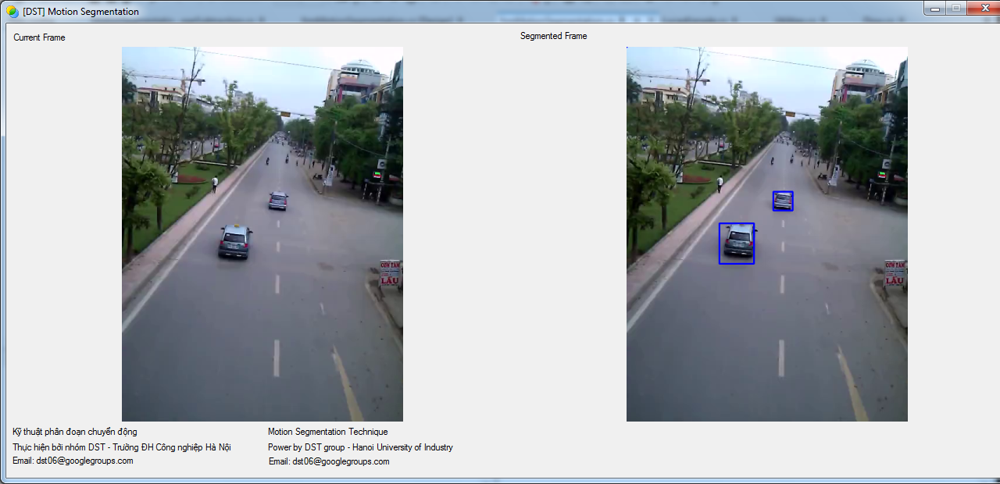 [DST] Motion Segmentation
Current Frame
Segmented Frame
CƠM TÁM
LẨU
CƠM TÁM
LẨU
Kỹ thuật phân đoạn chuyển động
Motion Segmentation Technique
Thực hiện bởi nhóm DST - Trường ĐH Công nghiệp Hà Nội
Power by DST group - Hanoi University of Industry
Email: dst06@googlegroups.com
Email: dst06@googlegroups.com